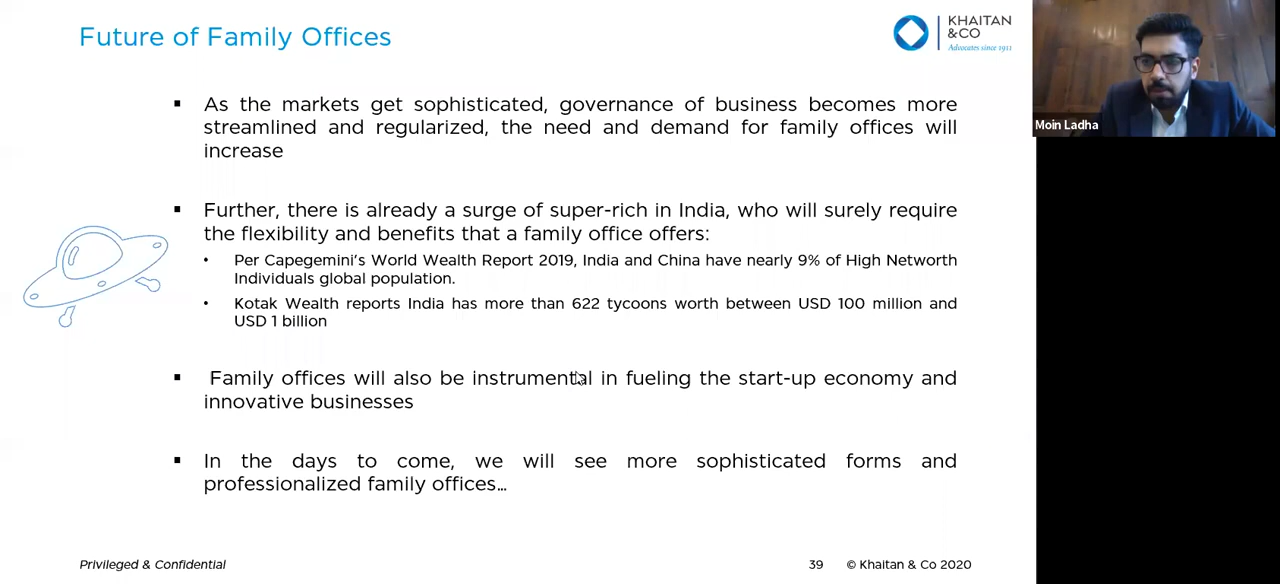 Future of Family Offices
KHAITAN
&CO
Advocates since 1911
▪ As the markets get sophisticated, governance of business becomes more
streamlined and regularized, the need and demand for family offices will
increase
▪ Further, there is already a surge of super-rich in India, who will surely require
the flexibility and benefits that a family office offers:
• Per Capegemini's World Wealth Report 2019, India and China have nearly 9% of High Networth
Individuals global population.
• Kotak Wealth reports India has more than 622 tycoons worth between USD 100 million and
USD 1 billion
▪ Family offices will also be instrumental in fueling the start-up economy and
innovative businesses
▪ In the days to come, we will see more sophisticated forms and
professionalized family offices…
Privileged & Confidential
39
© Khaitan & Co 2020
Moin Ladha